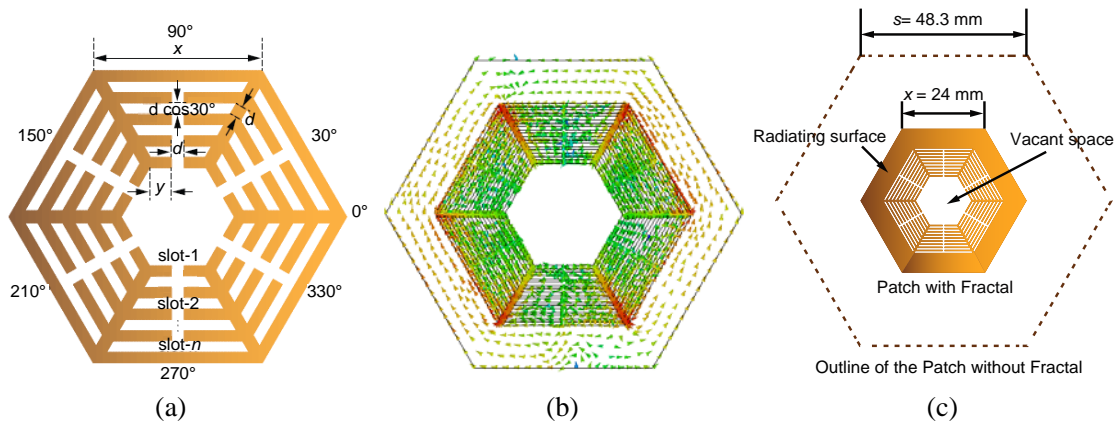 90°
x
d cos30°
d
150°
30°
d
y
0°
slot-1
210°
slot-2
330°
slot-n
270°
(a)
(b)
s= 48.3 mm
x = 24 mm
Radiating surface
Vacant space
Patch with Fractal
Outline of the Patch without Fractal
(c)